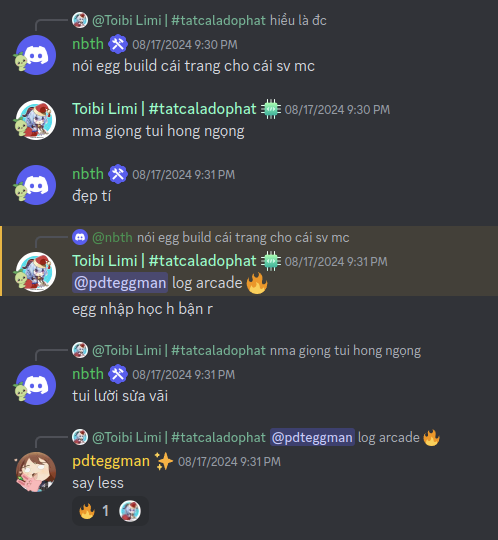 @Toibi Limi | #tatcaladophat hiểu là đc
nbth 08/17/2024 9:30 PM
nói egg build cái trang cho cái sv mc
Toibi Limi | #tatcaladophat 08/17/2024 9:30 PM
nma giọng tui hong ngọng
nbth 08/17/2024 9:31 PM
đẹp tí
@nbth nói egg build cái trang cho cái sv mc
Toibi Limi | #tatcaladophat 08/17/2024 9:31 PM
@pdteggman log arcade 🔥
egg nhập học h bận r
@Toibi Limi | #tatcaladophat nma giọng tui hong ngọng
nbth 08/17/2024 9:31 PM
tui lười sửa vãi
@Toibi Limi | #tatcaladophat @pdteggman log arcade 🔥
pdteggman ✨ 08/17/2024 9:31 PM
say less
🔥 1